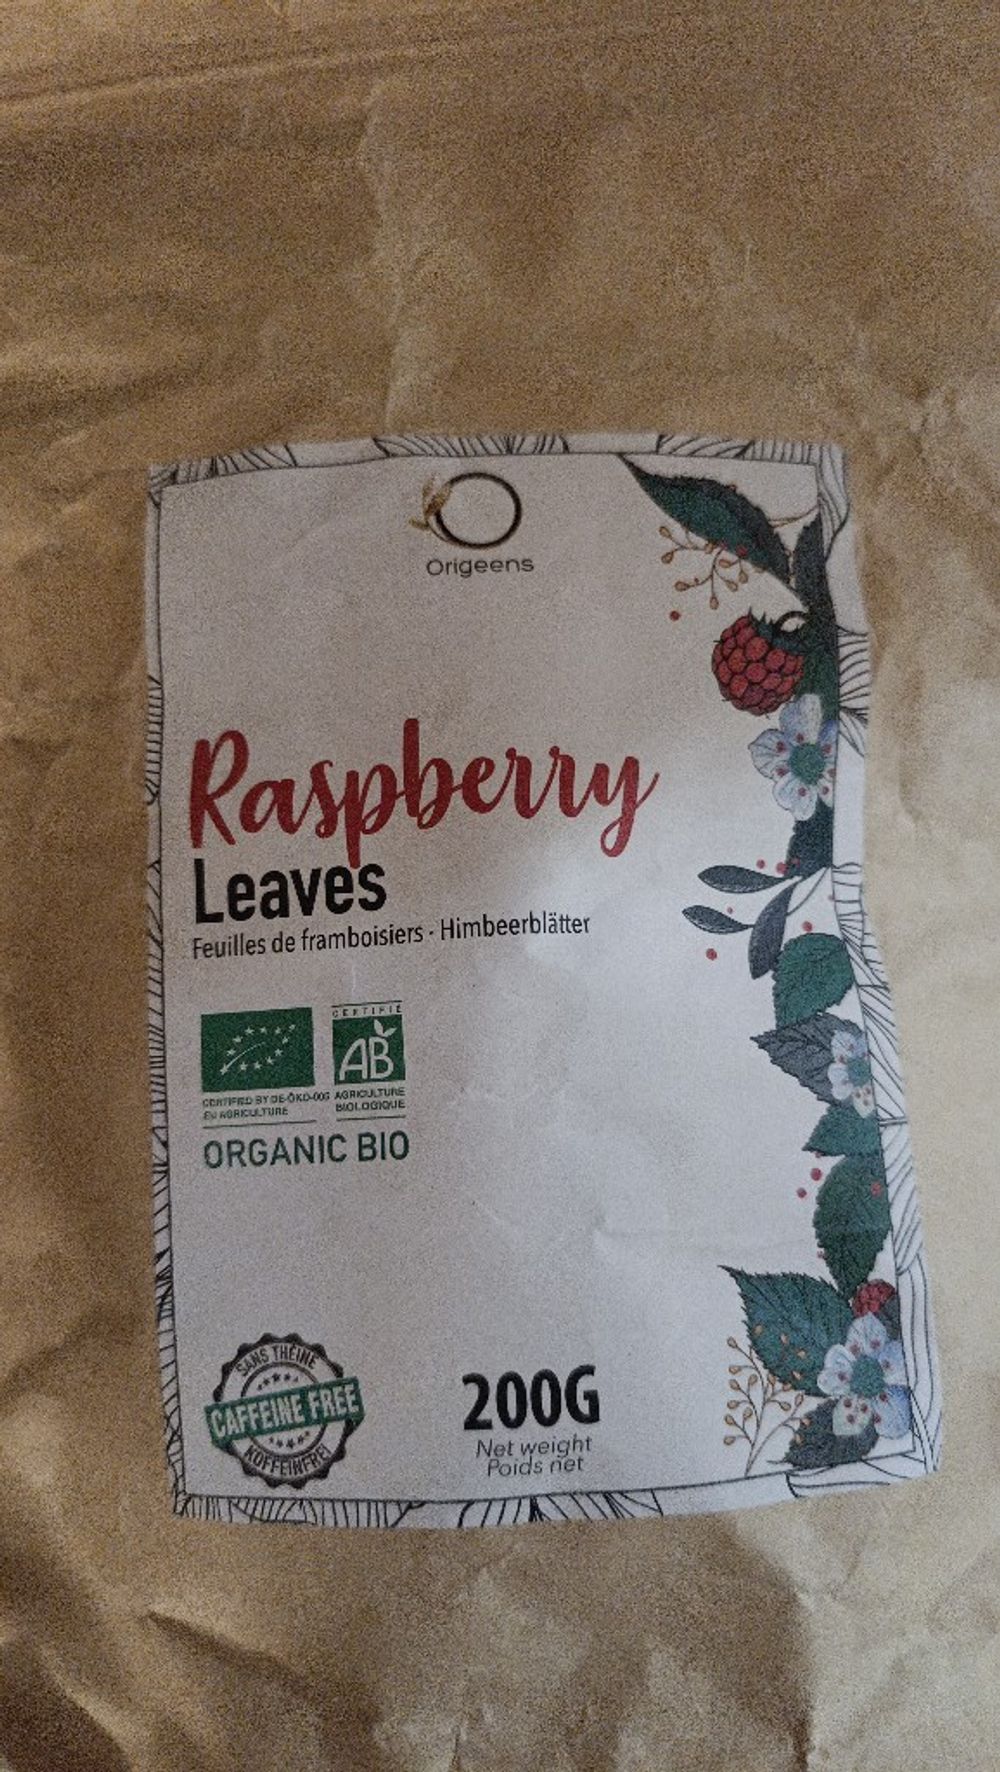 Origeens
Raspberry
Leaves
Feuilles de framboisiers · Himbeerblätter
CERTIFIÉ
AB
CERTIFIED BY DE-ÖKO-006
EU AGRICULTURE
AGRICULTURE
BIOLOGIQUE
ORGANIC BIO
SANS THÉINE
CAFFEINE FREE
KOFFEINFREI
200G
Net weight
Poids net